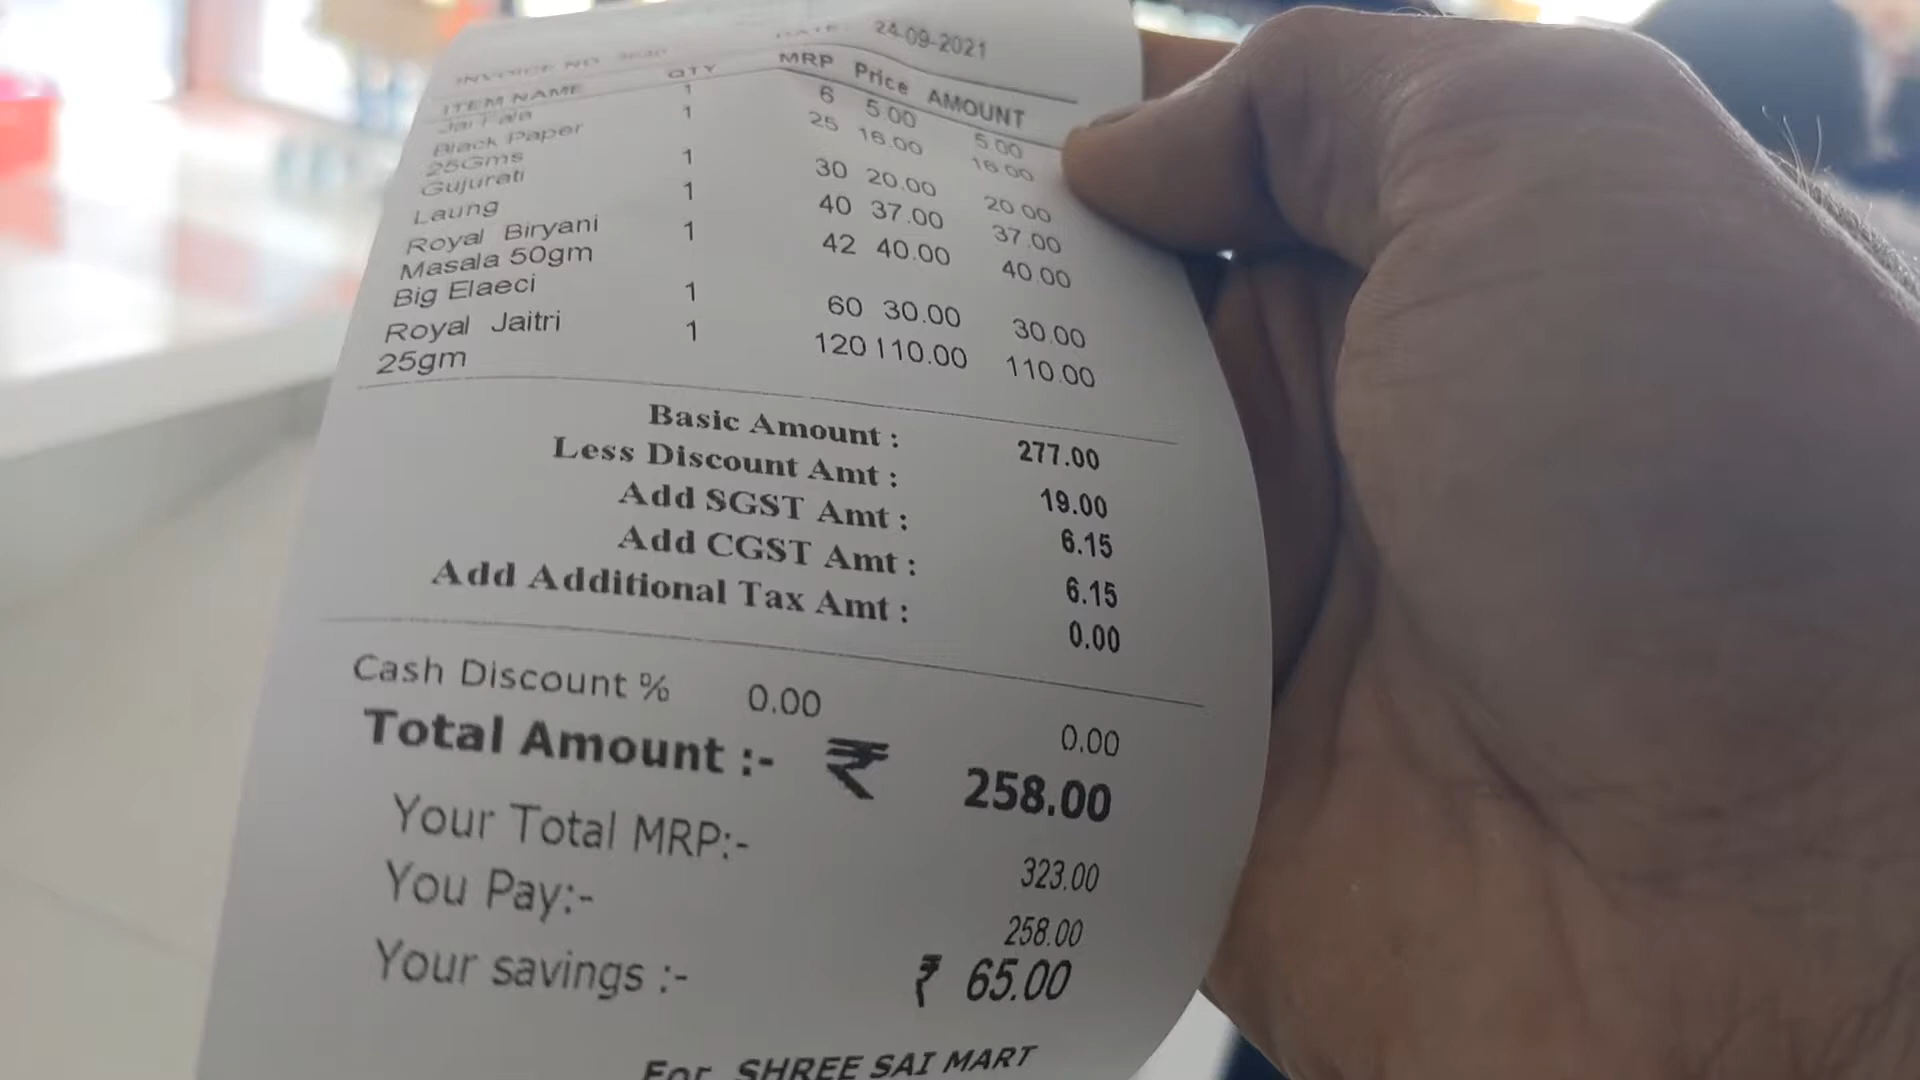 INVOICE NO DATE: 24-09-2021
ITEM NAME QTY MRP Price AMOUNT
Jai Fala 1 6 5.00 5.00
Black Paper 1 25 16.00 16.00
25Gms
Gujurati 1 30 20.00 20.00
Laung 1 40 37.00 37.00
Royal Biryani 1 42 40.00 40.00
Masala 50gm
Big Elaeci 1 60 30.00 30.00
Royal Jaitri 1 120 110.00 110.00
25gm
Basic Amount : 277.00
Less Discount Amt : 19.00
Add SGST Amt : 6.15
Add CGST Amt : 6.15
Add Additional Tax Amt : 0.00
Cash Discount % 0.00 0.00
Total Amount :- ₹ 258.00
Your Total MRP:- 323.00
You Pay:- 258.00
Your savings :- ₹ 65.00
For SHREE SAI MART